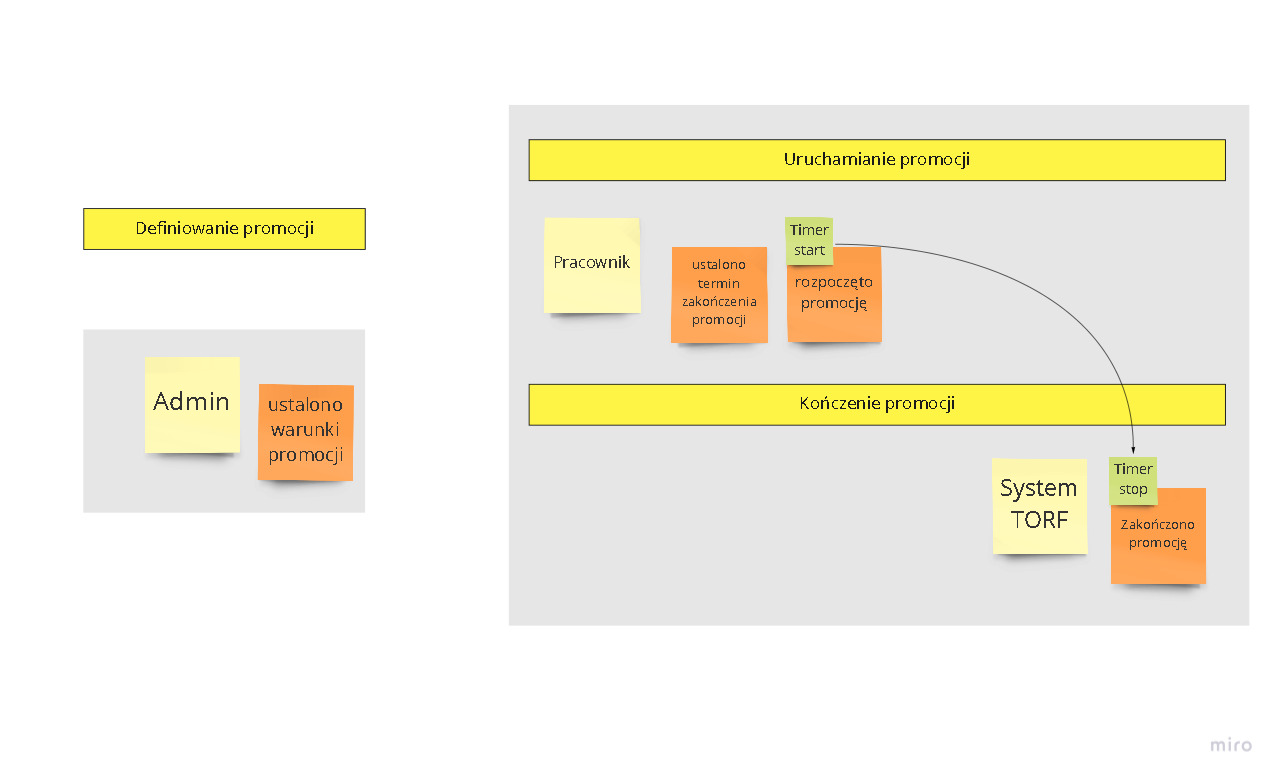 Definiowanie promocji
Admin
ustalono
warunki
promocji
Uruchamianie promocji
Pracownik
ustalono
termin
zakończenia
promocji
Timer
start
rozpoczęto
promocję
Kończenie promocji
System
TORF
Timer
stop
Zakończono
promocję
miro